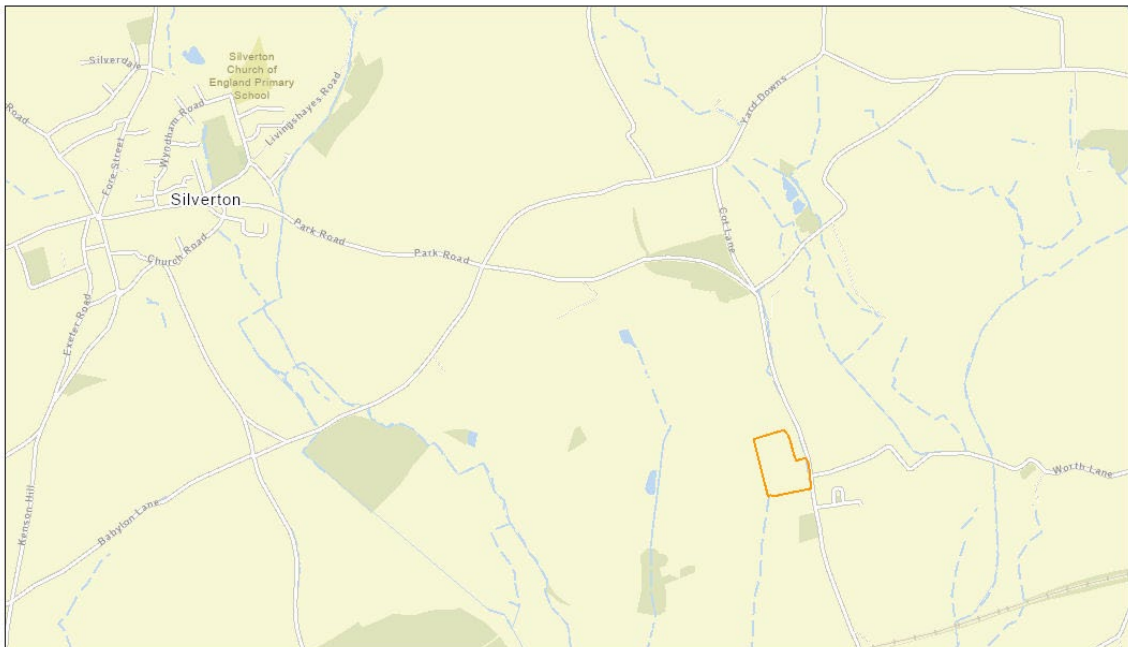 Silverdale
Silverton
Church of
England Primary
School
Road
Wyndham Road
Livingshayes Road
Fore Street
Yard Downs
Silverton
Park Road
Park Road
Cot Lane
Church Road
Exeter Road
Worth Lane
Babylon Lane
Kenson Hill